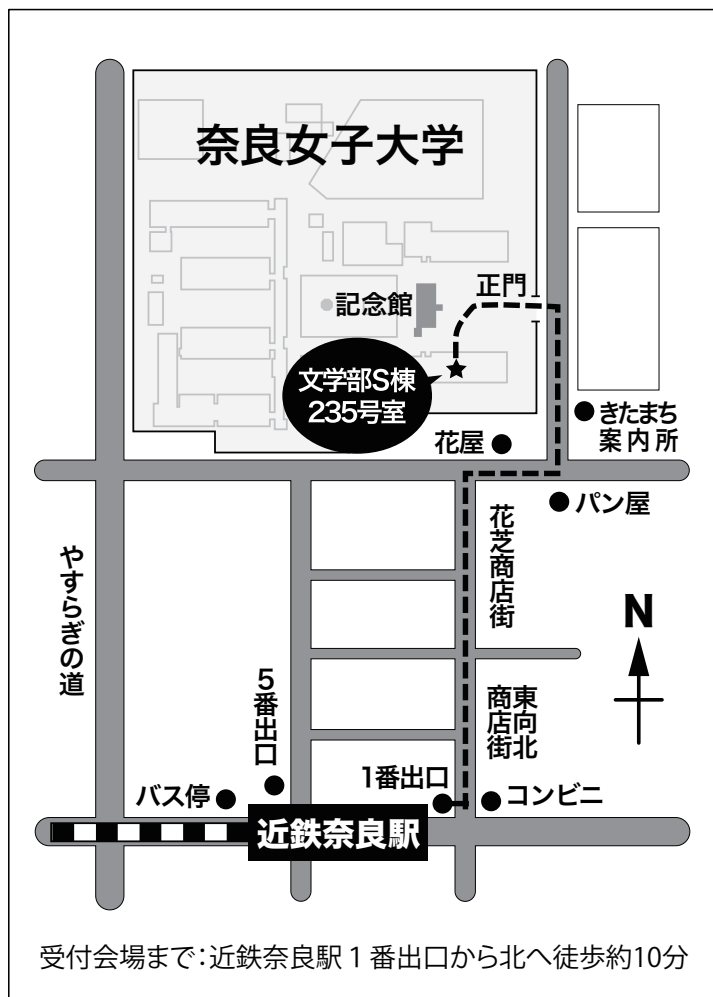 奈良女子大学
正門
記念館
文学部S棟
235号室
きたまち
案内所
花屋
パン屋
花芝商店街
やすらぎの道
N
5番出口
東向北
商店街
1番出口
バス停
コンビニ
近鉄奈良駅
受付会場まで：近鉄奈良駅１番出口から北へ徒歩約10分